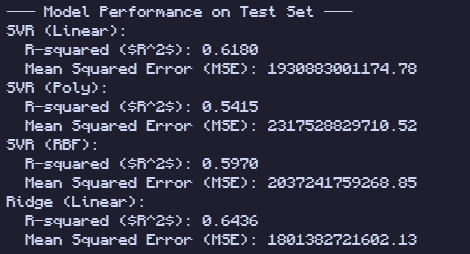 ─── Model Performance on Test Set ───
SVR (Linear):
  R-squared ($R^2$): 0.6180
  Mean Squared Error (MSE): 1930883001174.78
SVR (Poly):
  R-squared ($R^2$): 0.5415
  Mean Squared Error (MSE): 2317528829710.52
SVR (RBF):
  R-squared ($R^2$): 0.5970
  Mean Squared Error (MSE): 2037241759268.85
Ridge (Linear):
  R-squared ($R^2$): 0.6436
  Mean Squared Error (MSE): 1801382721602.13